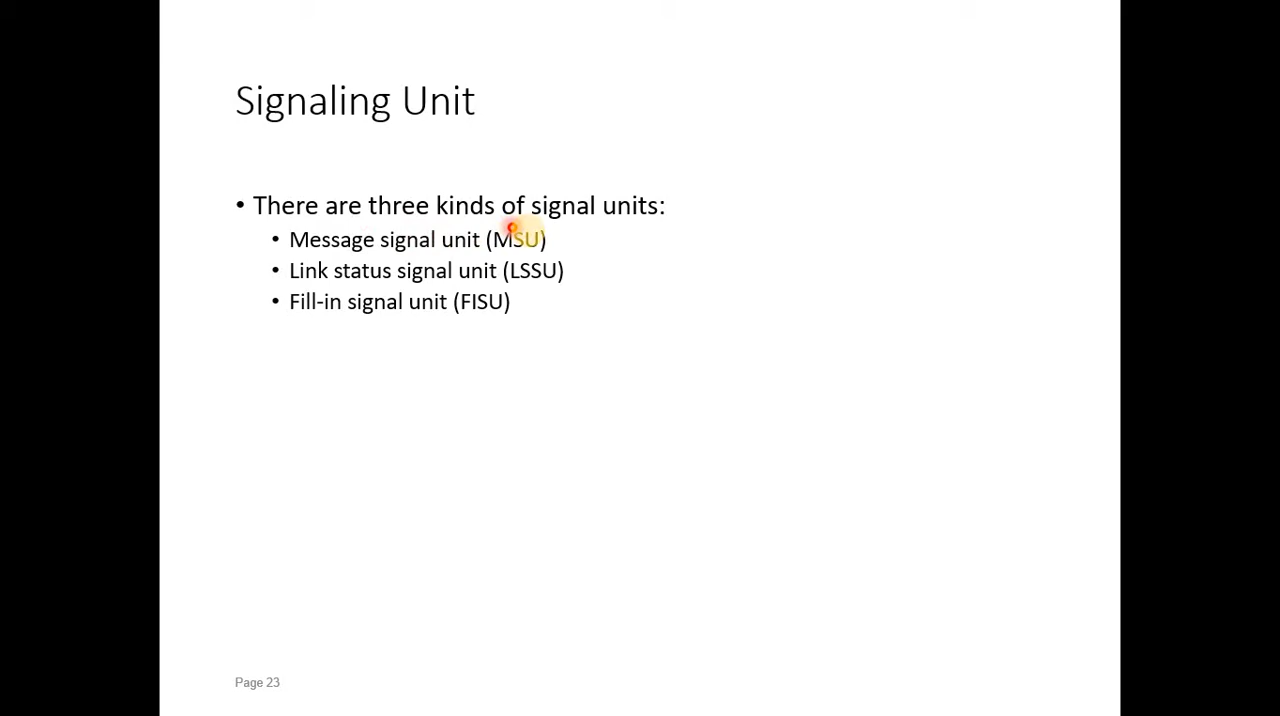 Signaling Unit
• There are three kinds of signal units:
• Message signal unit (MSU)
• Link status signal unit (LSSU)
• Fill-in signal unit (FISU)
Page 23